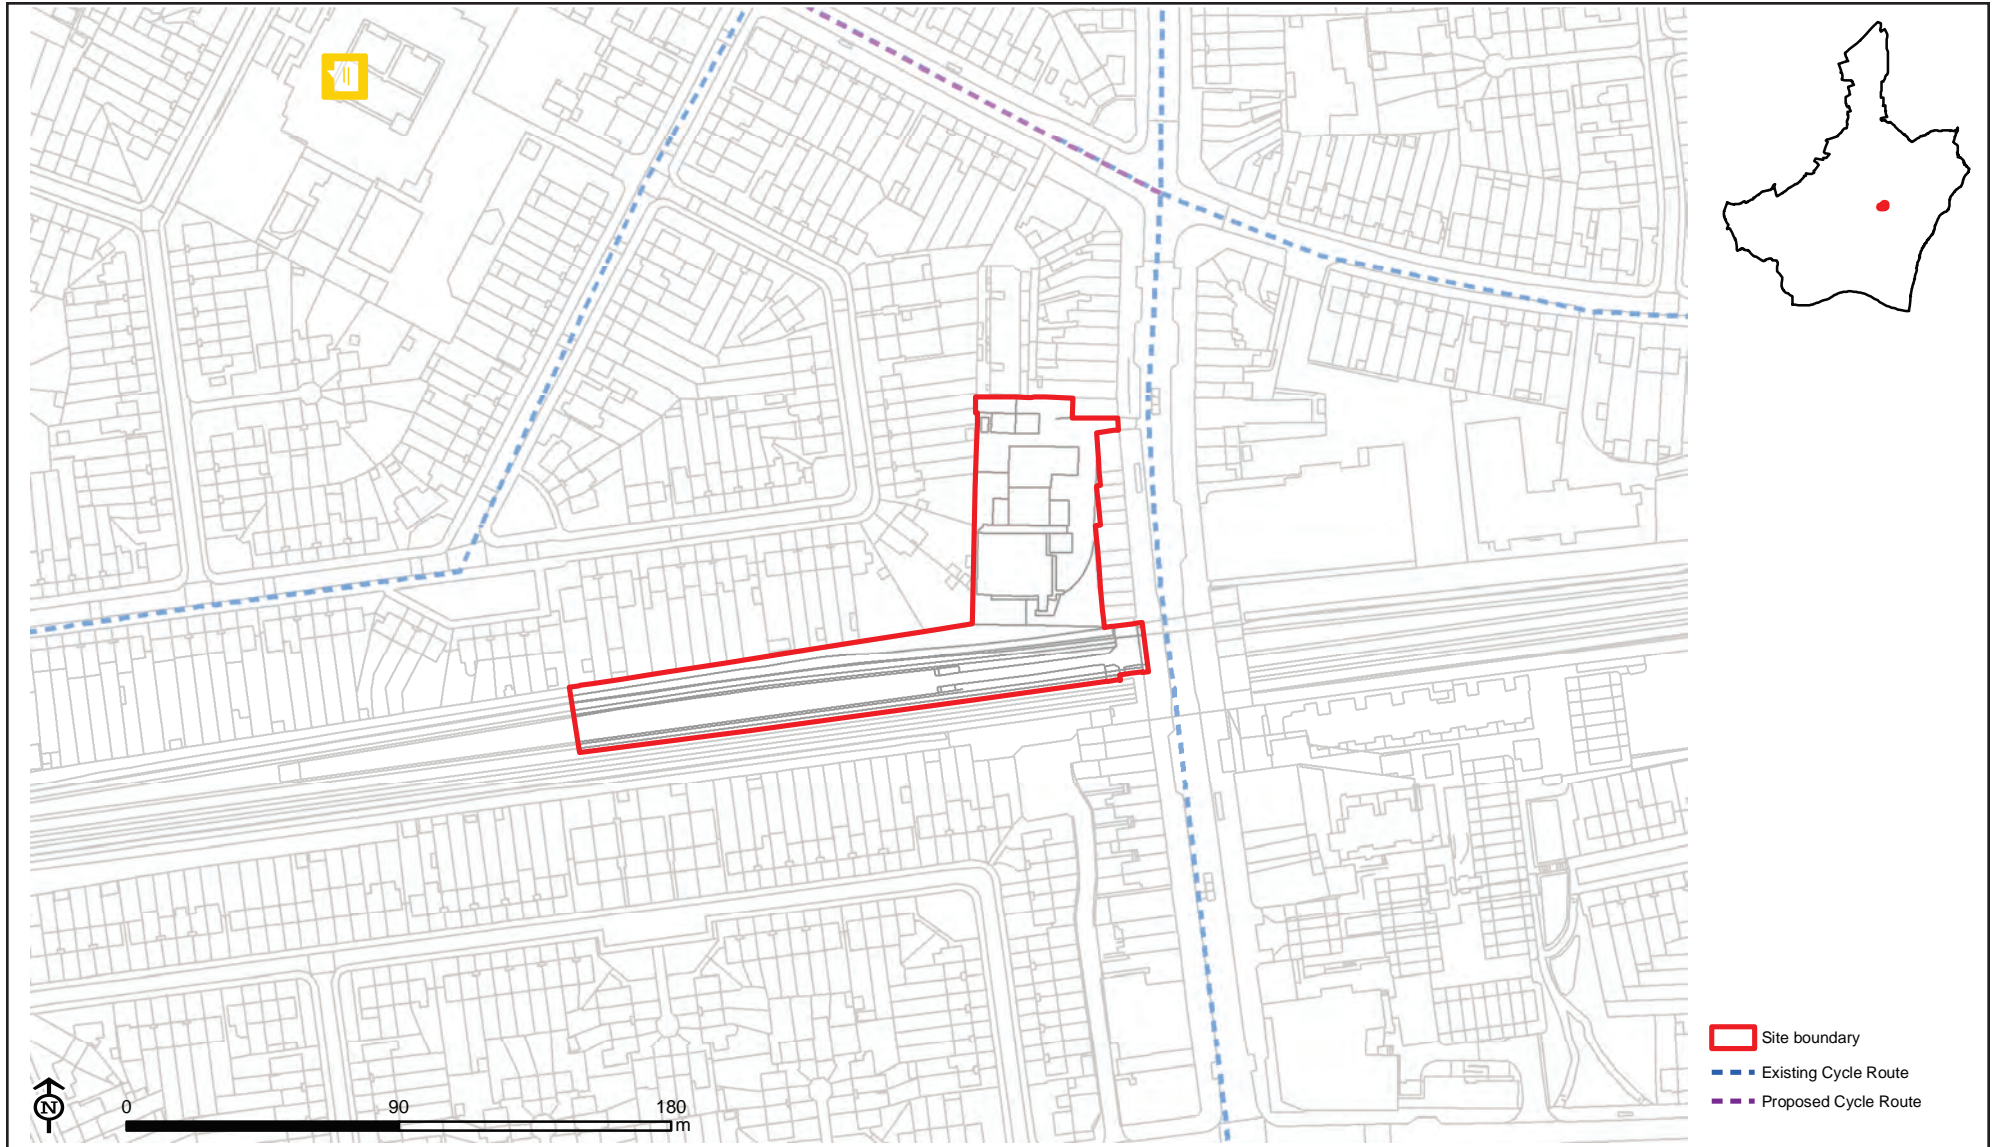 Site boundary
Existing Cycle Route
Proposed Cycle Route
N
0 90 180
m